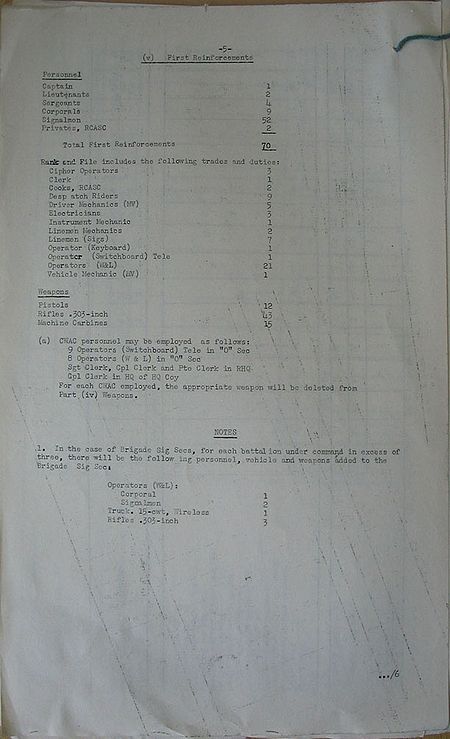 -5-
(v) First Reinforcements
Personnel
Captain 1
Lieutenants 2
Sergeants 4
Corporals 9
Signalmen 52
Privates, RCASC 2
Total First Reinforcements 70
Rank and File includes the following trades and duties:
Cipher Operators 3
Clerk 1
Cooks, RCASC 2
Desp atch Riders 9
Driver Mechanics (MV) 5
Electricians 3
Instrument Mechanic 1
Linemen Mechanics 2
Linemen (Sigs) 7
Operator (Keyboard) 1
Operator (Switchboard) Tele 1
Operators (W&L) 21
Vehicle Mechanic (MV) 1
Weapons
Pistols 12
Rifles .303-inch 43
Machine Carbines 15
(a) CWAC personnel may be employed as follows:
9 Operators (Switchboard) Tele in "O" Sec
8 Operators (W & L) in "O" Sec
Sgt Clerk, Cpl Clerk and Pte Clerk in RHQ
Cpl Clerk in HQ of HQ Coy
For each CWAC employed, the appropriate weapon will be deleted from
Part (iv) Weapons.
NOTES
1. In the case of Brigade Sig Secs, for each battalion under command in excess of
three, there will be the follow ing personnel, vehicle and weapons added to the
Brigade Sig Sec:
Operators (W&L):
Corporal 1
Signalmen 2
Truck. 15-cwt, Wireless 1
Rifles .303-inch 3
.../6